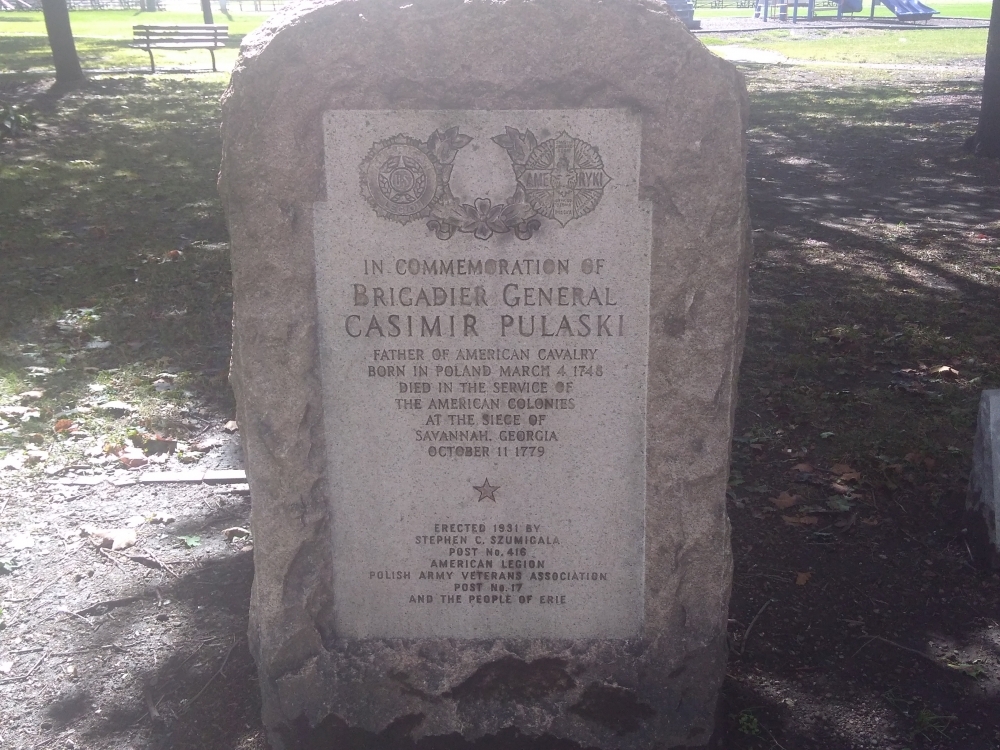 AMERYKI
IN COMMEMORATION OF
BRIGADIER GENERAL
CASIMIR PULASKI
FATHER OF AMERICAN CAVALRY
BORN IN POLAND MARCH 4 1748
DIED IN THE SERVICE OF
THE AMERICAN COLONIES
AT THE SIEGE OF
SAVANNAH, GEORGIA
OCTOBER 11 1779
ERECTED 1931 BY
STEPHEN C. SZUMIGALA
POST No. 416
AMERICAN LEGION
POLISH ARMY VETERANS ASSOCIATION
POST No. 17
AND THE PEOPLE OF ERIE